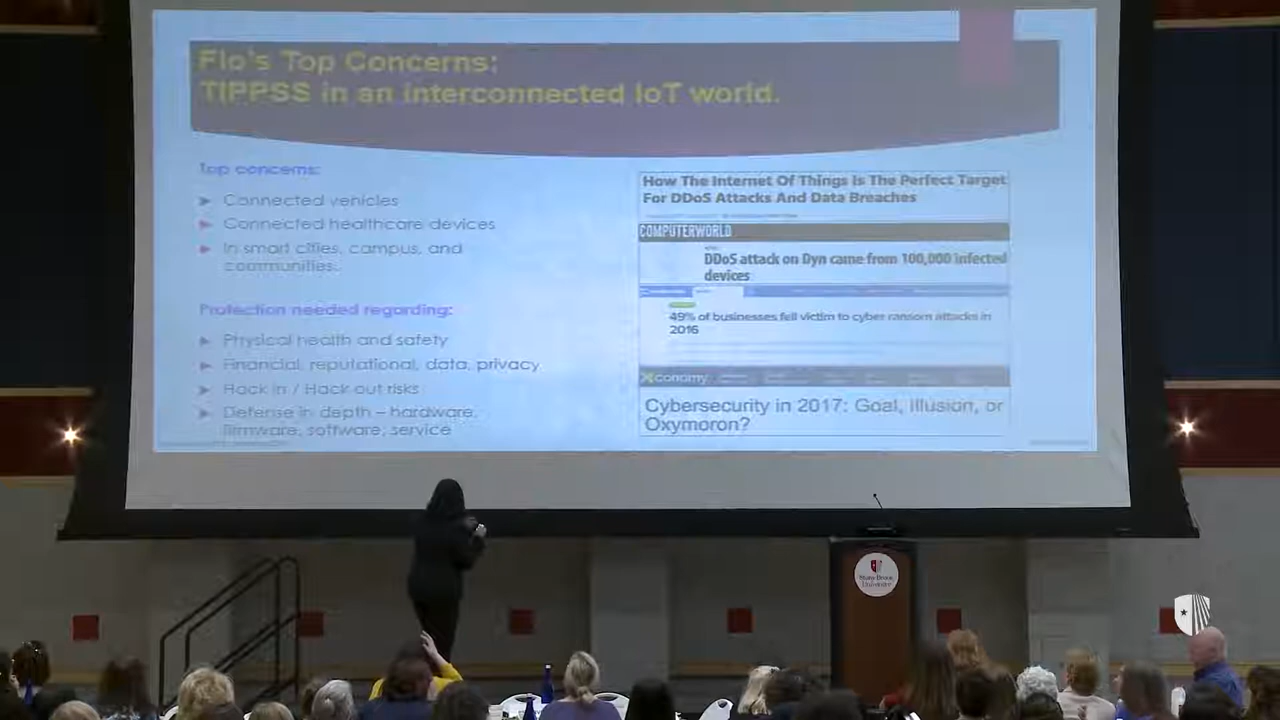 Flo's Top Concerns:
TIPPSS in an interconnected IoT world.
Top concerns:
Connected vehicles
Connected healthcare devices
In smart cities, campus, and
communities.
Protection needed regarding:
Physical health and safety
Financial, reputational, data, privacy
Hack in / Hack out risks
Defense in depth – hardware,
firmware, software, service
How The Internet Of Things Is The Perfect Target
For DDoS Attacks And Data Breaches
COMPUTERWORLD
DDoS attack on Dyn came from 100,000 infected
devices
49% of businesses fell victim to cyber ransom attacks in
2016
Xconomy
Cybersecurity in 2017: Goal, Illusion, or
Oxymoron?
Stony Brook
University